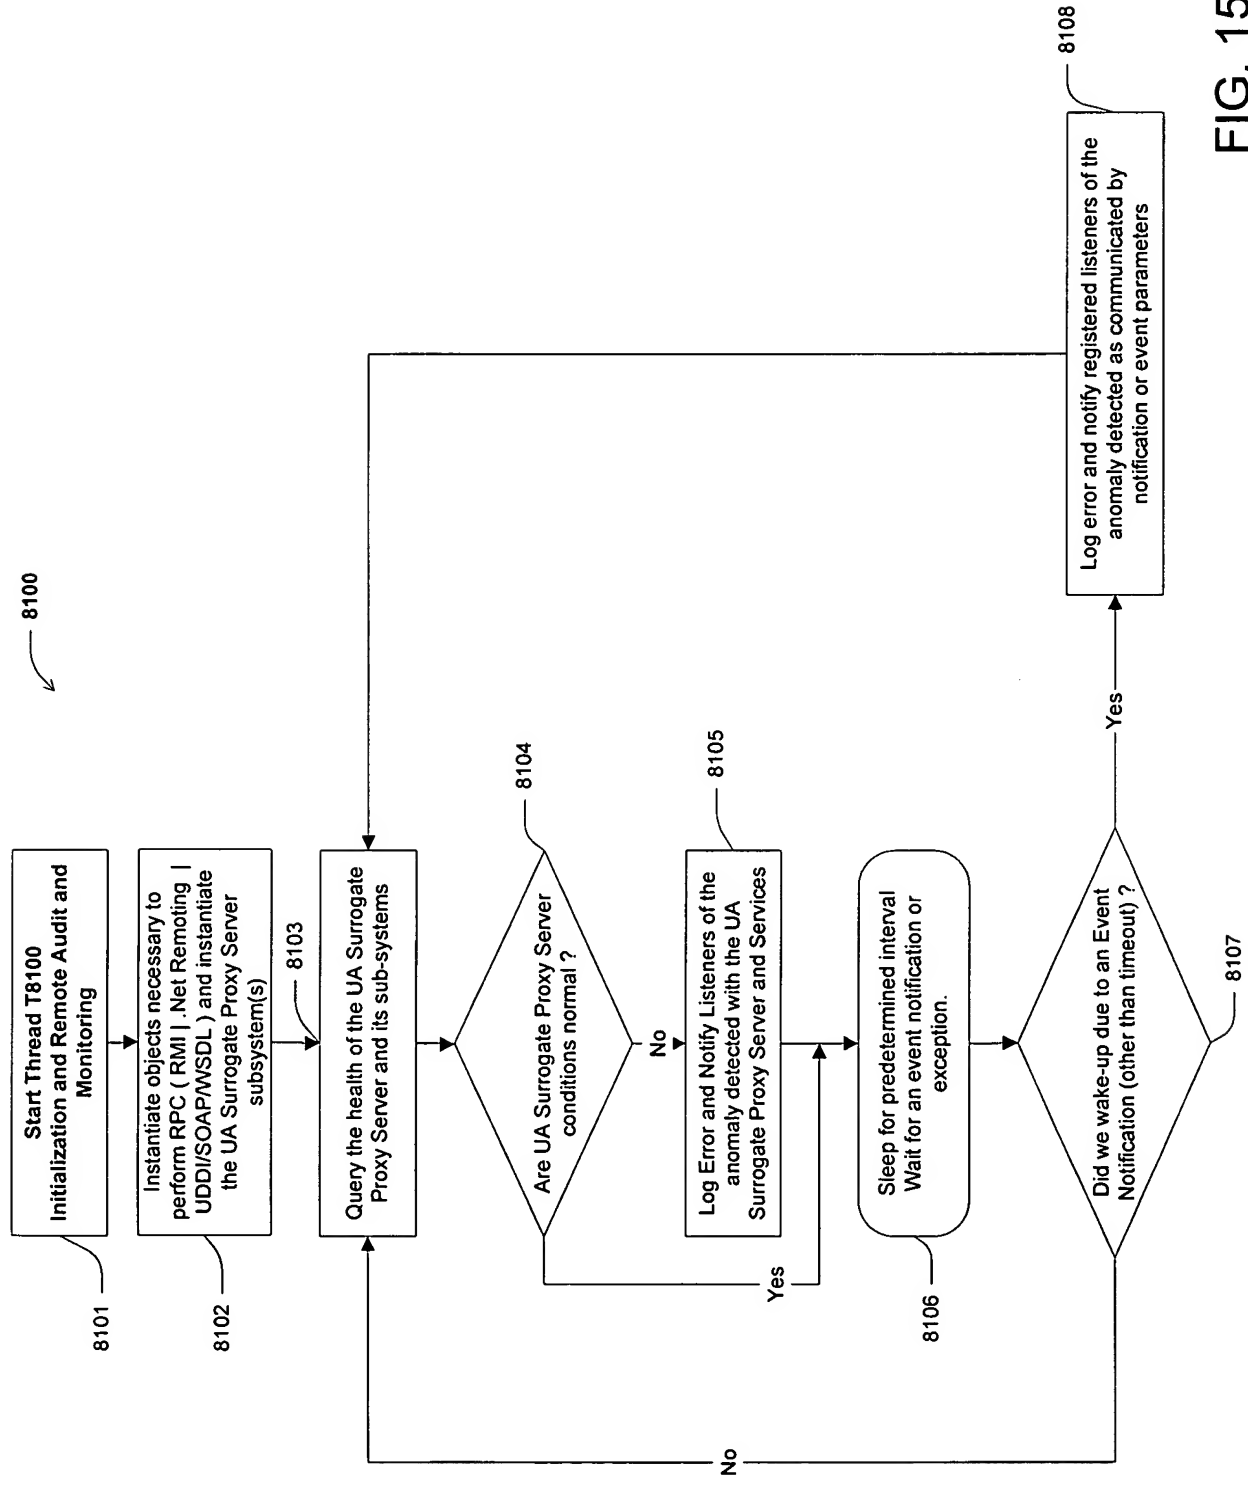 8100
Start Thread T8100
Initialization and Remote Audit and
Monitoring
8101
Instantiate objects necessary to
perform RPC ( RMI | .Net Remoting |
UDDI/SOAP/WSDL ) and instantiate
the UA Surrogate Proxy Server
subsystem(s)
8102
8103
Query the health of the UA Surrogate
Proxy Server and its sub-systems
Are UA Surrogate Proxy Server
conditions normal ?
8104
No
Yes
Log Error and Notify Listeners of the
anomaly detected with the UA
Surrogate Proxy Server and Services
8105
Sleep for predetermined interval
Wait for an event notification or
exception.
8106
Did we wake-up due to an Event
Notification (other than timeout) ?
8107
No
Yes
Log error and notify registered listeners of the
anomaly detected as communicated by
notification or event parameters
8108
FIG. 15